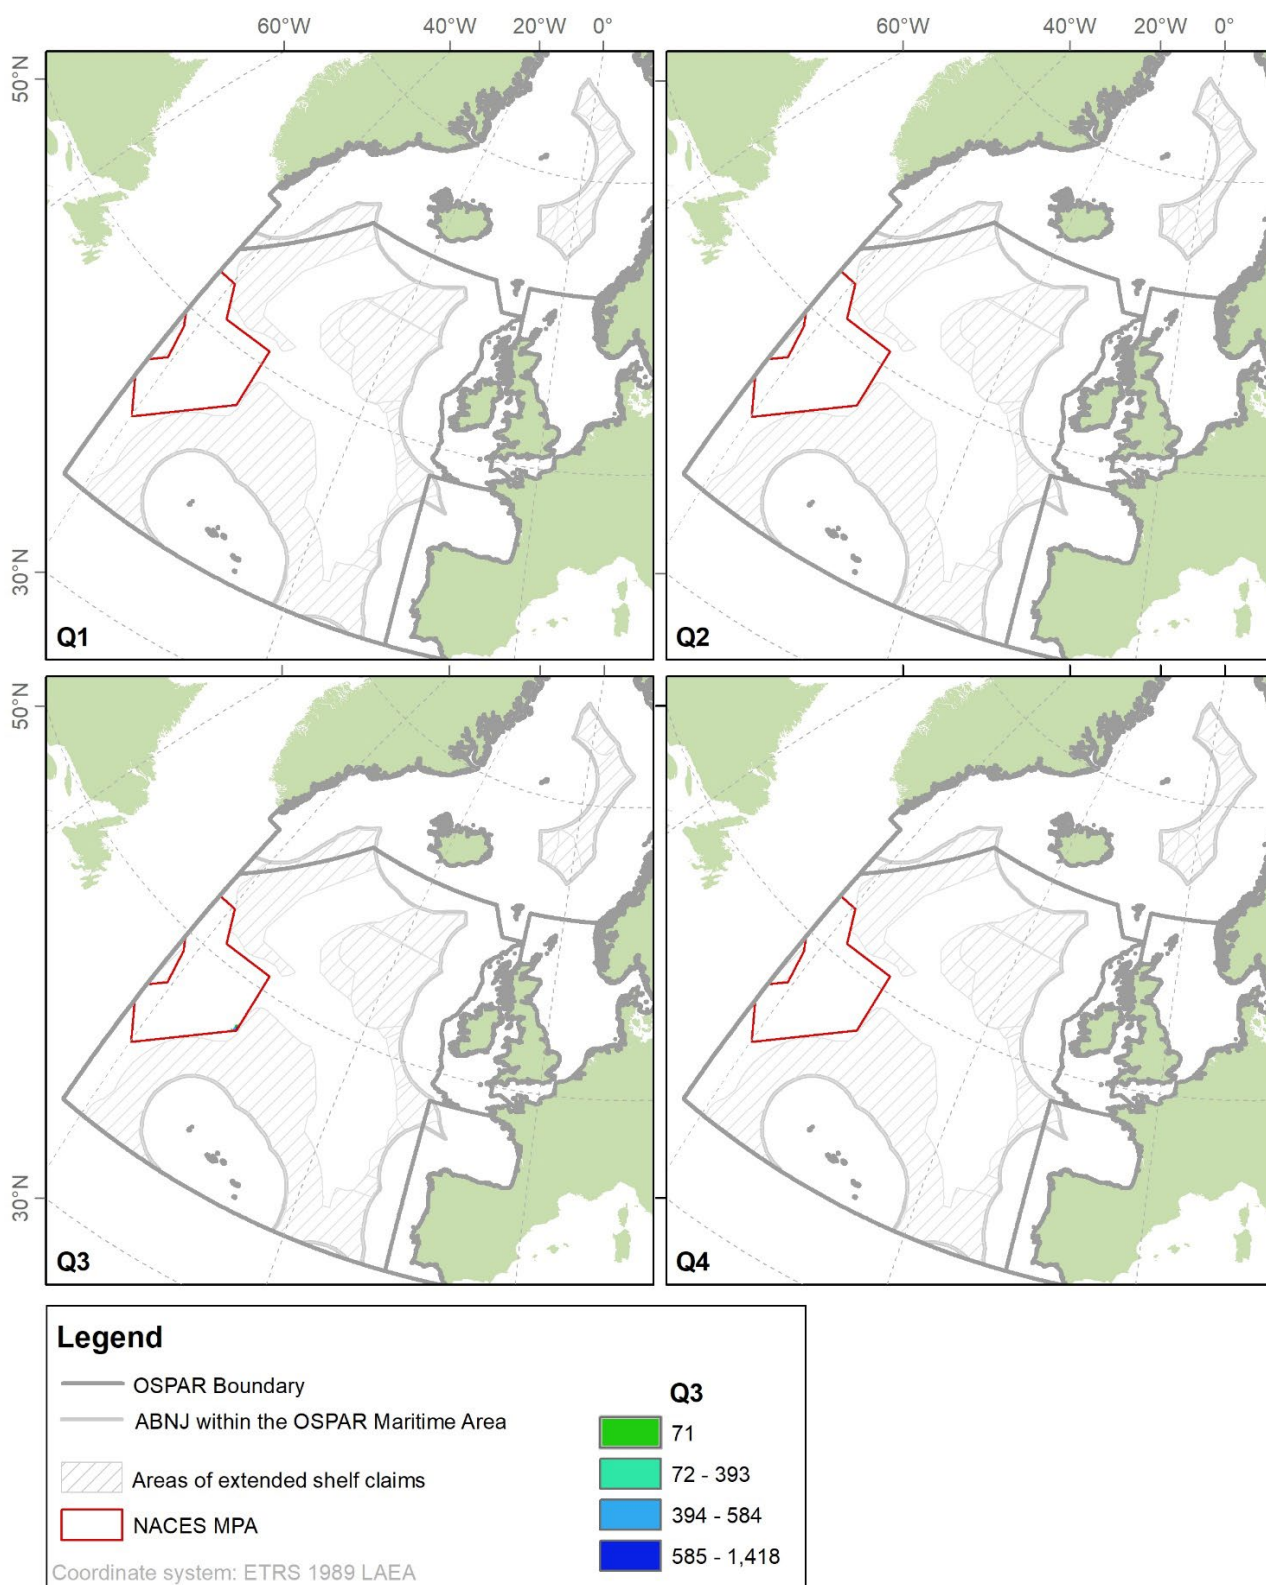 60°W 40°W 20°W 0° 60°W 40°W 20°W 0°
50°N
30°N
Q1 Q2
50°N
30°N
Q3 Q4
Legend
OSPAR Boundary
ABNJ within the OSPAR Maritime Area
Areas of extended shelf claims
NACES MPA
Coordinate system: ETRS 1989 LAEA
Q3
71
72 - 393
394 - 584
585 - 1,418